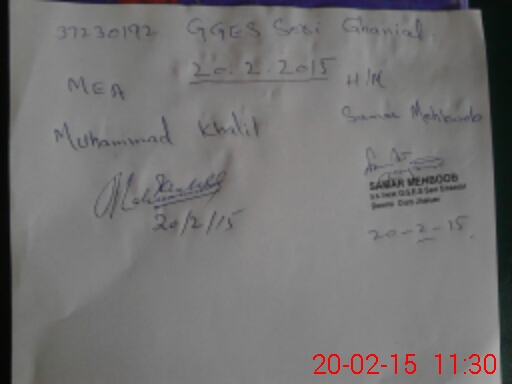 37230192 GGES Seri Ghanial.
20.2.2015
MEA
H/M
Muhammad Khalil
Samar Mehboob
20/2/15
SAMAR MEHBOOB
20-2-15.
20-02-15 11:30